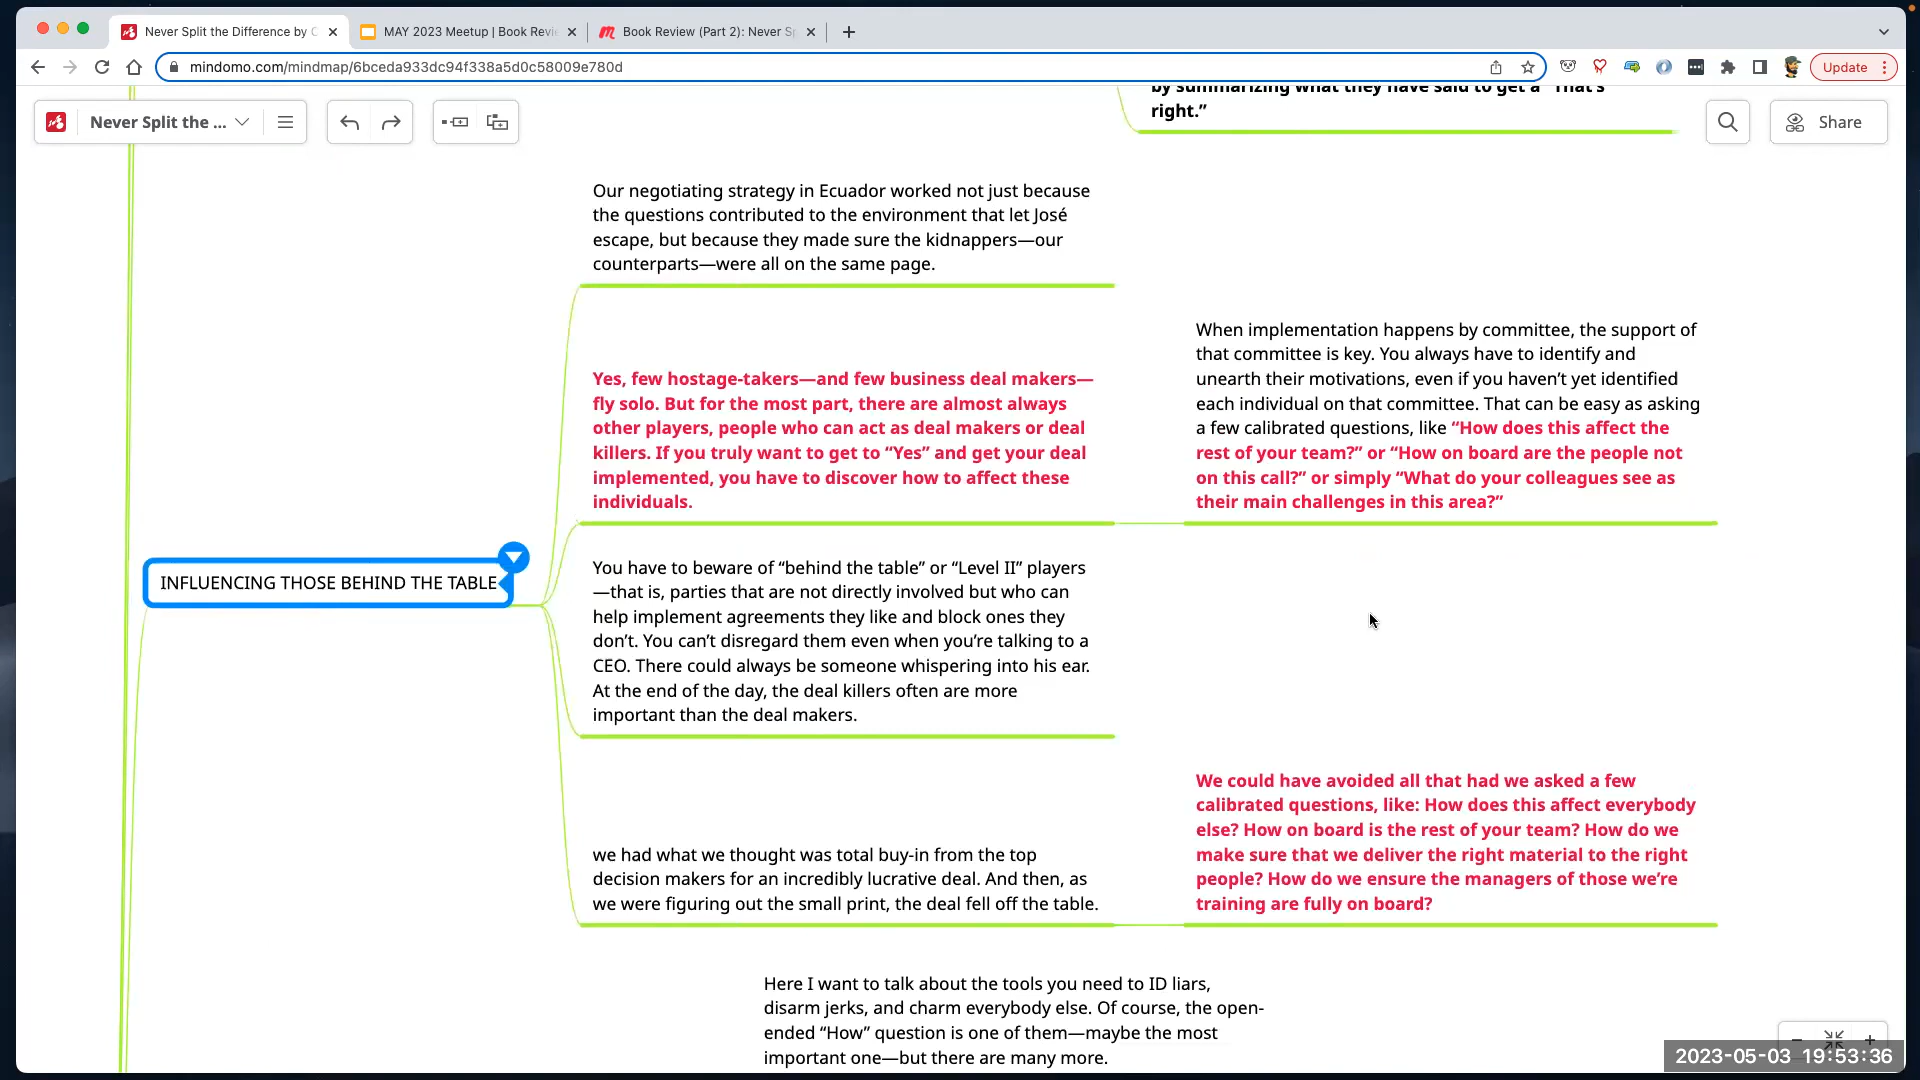 Never Split the Difference by C
MAY 2023 Meetup | Book Revi
Book Review (Part 2): Never S
mindomo.com/mindmap/6bceda933dc94f338a5d0c58009e780d
Update
by summarizing what they have said to get a “That’s
right.”
Never Split the ...
Share
Our negotiating strategy in Ecuador worked not just because
the questions contributed to the environment that let José
escape, but because they made sure the kidnappers—our
counterparts—were all on the same page.
Yes, few hostage-takers—and few business deal makers—
fly solo. But for the most part, there are almost always
other players, people who can act as deal makers or deal
killers. If you truly want to get to “Yes” and get your deal
implemented, you have to discover how to affect these
individuals.
When implementation happens by committee, the support of
that committee is key. You always have to identify and
unearth their motivations, even if you haven’t yet identified
each individual on that committee. That can be easy as asking
a few calibrated questions, like “How does this affect the
rest of your team?” or “How on board are the people not
on this call?” or simply “What do your colleagues see as
their main challenges in this area?”
INFLUENCING THOSE BEHIND THE TABLE
You have to beware of “behind the table” or “Level II” players
—that is, parties that are not directly involved but who can
help implement agreements they like and block ones they
don’t. You can’t disregard them even when you’re talking to a
CEO. There could always be someone whispering into his ear.
At the end of the day, the deal killers often are more
important than the deal makers.
we had what we thought was total buy-in from the top
decision makers for an incredibly lucrative deal. And then, as
we were figuring out the small print, the deal fell off the table.
We could have avoided all that had we asked a few
calibrated questions, like: How does this affect everybody
else? How on board is the rest of your team? How do we
make sure that we deliver the right material to the right
people? How do we ensure the managers of those we’re
training are fully on board?
Here I want to talk about the tools you need to ID liars,
disarm jerks, and charm everybody else. Of course, the open-
ended “How” question is one of them—maybe the most
important one—but there are many more.
2023-05-03 19:53:36